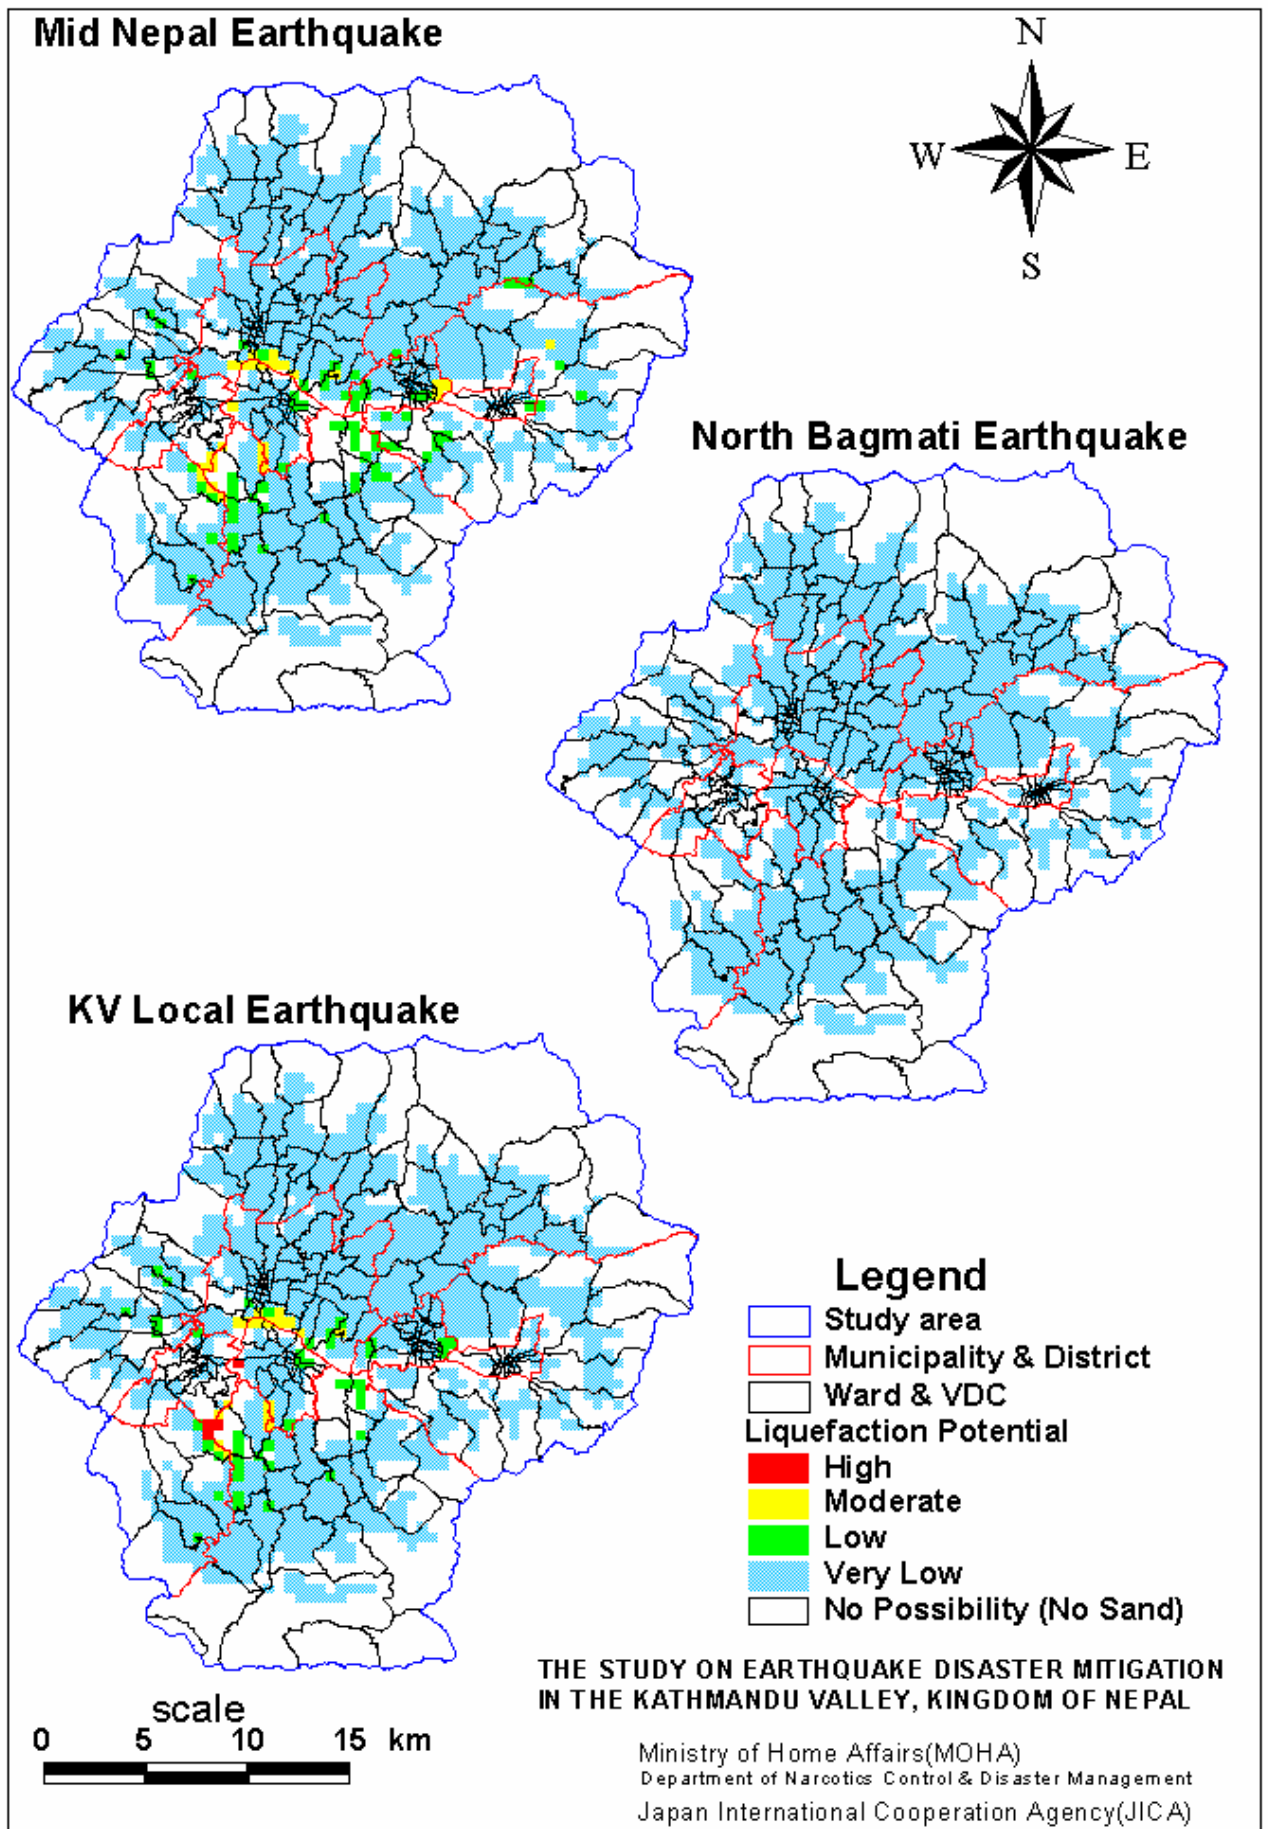 Mid Nepal Earthquake
N
W E
S
North Bagmati Earthquake
KV Local Earthquake
Legend
Study area
Municipality & District
Ward & VDC
Liquefaction Potential
High
Moderate
Low
Very Low
No Possibility (No Sand)
THE STUDY ON EARTHQUAKE DISASTER MITIGATION
IN THE KATHMANDU VALLEY, KINGDOM OF NEPAL
scale
0 5 10 15 km
Ministry of Home Affairs(MOHA)
Department of Narcotics Control & Disaster Management
Japan International Cooperation Agency(JICA)